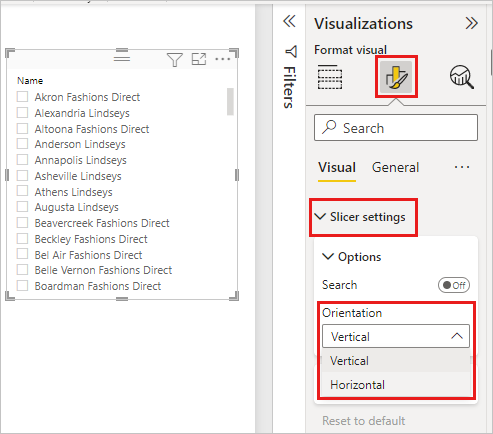 Name
Akron Fashions Direct
Alexandria Lindseys
Altoona Fashions Direct
Anderson Lindseys
Annapolis Lindseys
Asheville Lindseys
Athens Lindseys
Augusta Lindseys
Beavercreek Fashions Direct
Beckley Fashions Direct
Bel Air Fashions Direct
Belle Vernon Fashions Direct
Boardman Fashions Direct
Filters
Visualizations
Format visual
Search
Visual General
Slicer settings
Options
Search Off
Orientation
Vertical
Vertical
Horizontal
Reset to default